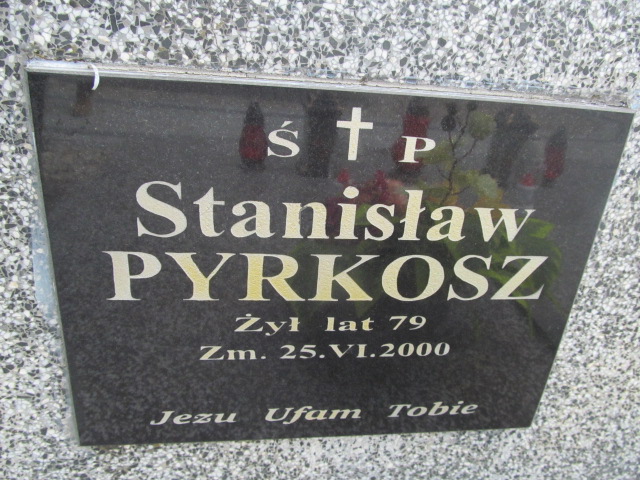 Ś † P
Stanisław
PYRKOSZ
Żył lat 79
Zm. 25.VI.2000
Jezu Ufam Tobie